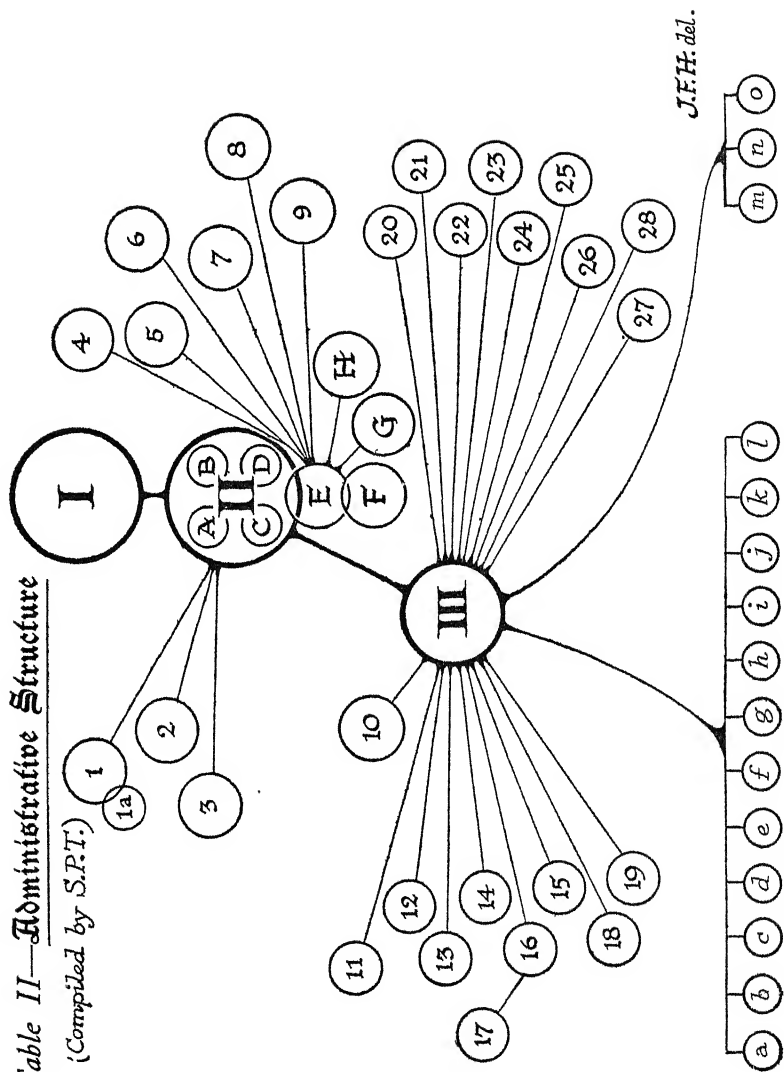 Table II—Administrative Structure
(Compiled by S.P.T.)
I
II
A
B
C
D
E
F
G
H
1
1a
2
3
4
5
6
7
8
9
III
10
11
12
13
14
15
16
17
18
19
20
21
22
23
24
25
26
27
28
a
b
c
d
e
f
g
h
i
j
k
l
m
n
o
J.F.H. del.